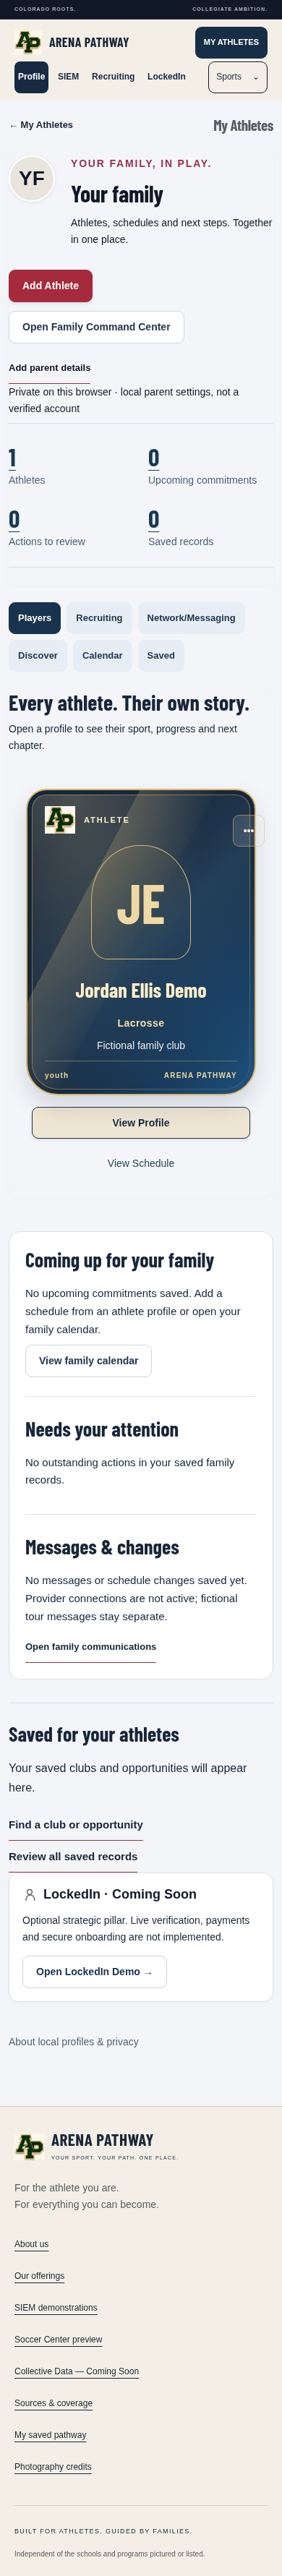 COLORADO ROOTS. COLLEGIATE AMBITION.
AP ARENA PATHWAY MY ATHLETES
Profile SIEM Recruiting LockedIn Sports
← My Athletes My Athletes
YF
YOUR FAMILY, IN PLAY.
Your family
Athletes, schedules and next steps. Together
in one place.
Add Athlete
Open Family Command Center
Add parent details
Private on this browser · local parent settings, not a
verified account
1 0
Athletes Upcoming commitments
0 0
Actions to review Saved records
Players Recruiting Network/Messaging
Discover Calendar Saved
Every athlete. Their own story.
Open a profile to see their sport, progress and next
chapter.
AP ATHLETE •••
JE
Jordan Ellis Demo
Lacrosse
Fictional family club
youth ARENA PATHWAY
View Profile
View Schedule
Coming up for your family
No upcoming commitments saved. Add a
schedule from an athlete profile or open your
family calendar.
View family calendar
Needs your attention
No outstanding actions in your saved family
records.
Messages & changes
No messages or schedule changes saved yet.
Provider connections are not active; fictional
tour messages stay separate.
Open family communications
Saved for your athletes
Your saved clubs and opportunities will appear
here.
Find a club or opportunity
Review all saved records
LockedIn · Coming Soon
Optional strategic pillar. Live verification, payments
and secure onboarding are not implemented.
Open LockedIn Demo →
About local profiles & privacy
AP ARENA PATHWAY
YOUR SPORT. YOUR PATH. ONE PLACE.
For the athlete you are.
For everything you can become.
About us
Our offerings
SIEM demonstrations
Soccer Center preview
Collective Data — Coming Soon
Sources & coverage
My saved pathway
Photography credits
BUILT FOR ATHLETES. GUIDED BY FAMILIES.
Independent of the schools and programs pictured or listed.